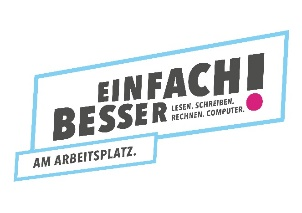 EINFACH
BESSER!
LESEN. SCHREIBEN.
RECHNEN. COMPUTER.
AM ARBEITSPLATZ.